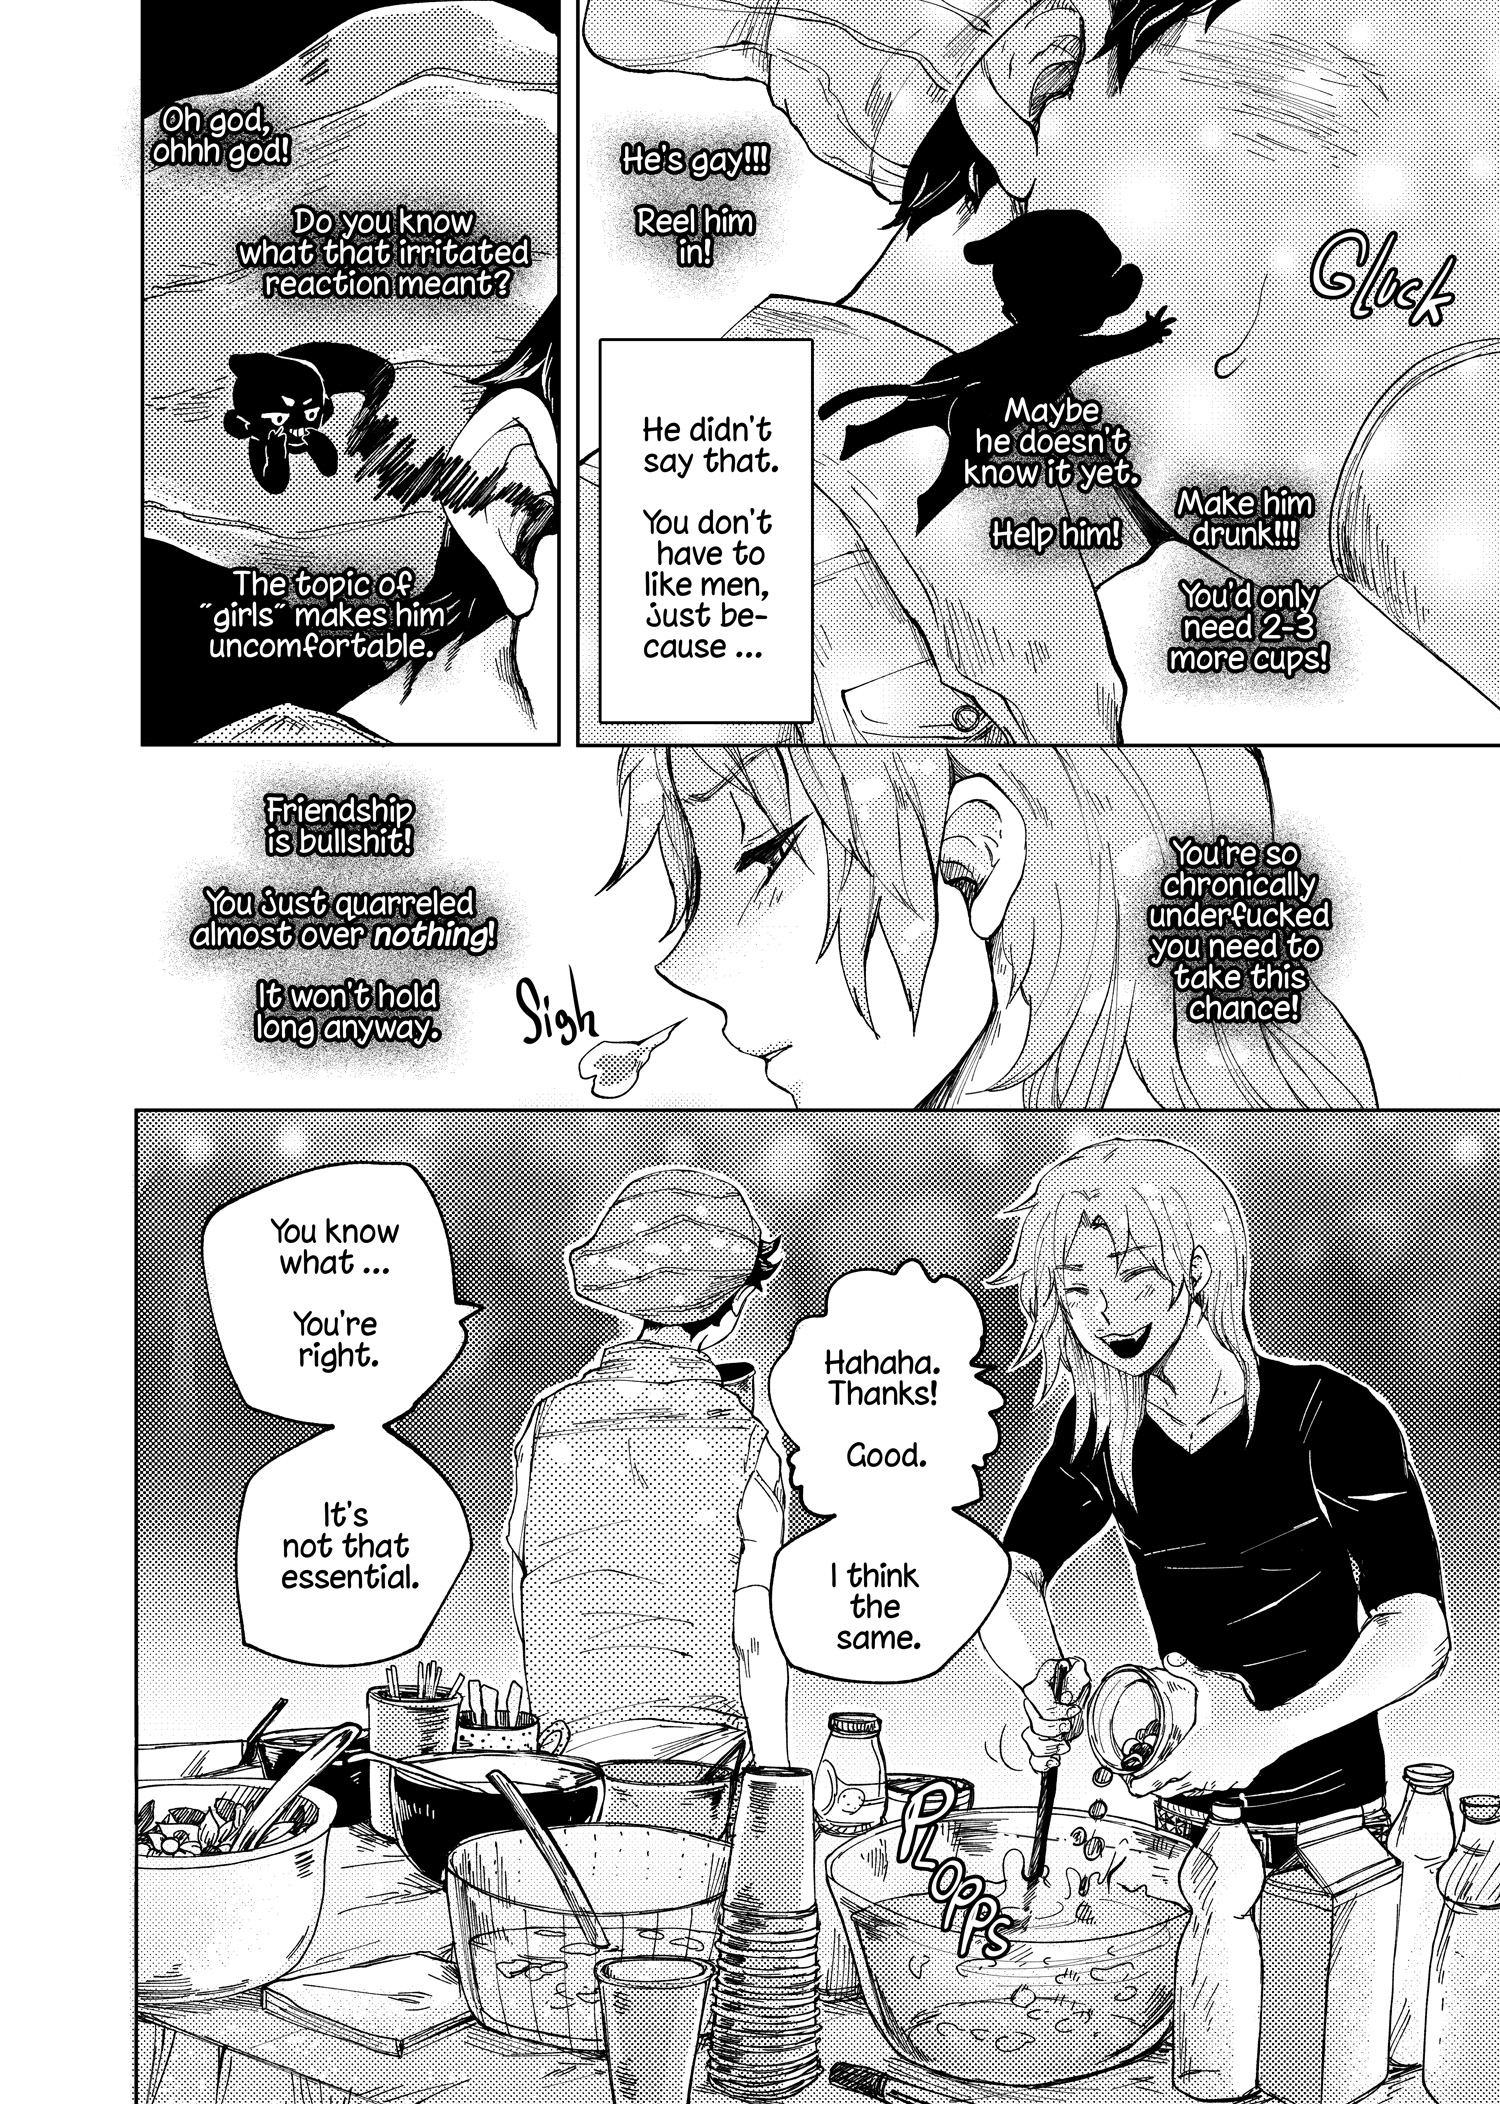 Oh god,
ohhh god!
Do you know
what that irritated
reaction meant?
The topic of
"girls" makes him
uncomfortable.
He's gay!!!
Reel him
in!
He didn't
say that.
You don't
have to
like men,
just be-
cause ...
Gluck
Maybe
he doesn't
know it yet.
Help him!
Make him
drunk!!!
You'd only
need 2-3
more cups!
Friendship
is bullshit!
You just quarreled
almost over nothing!
It won't hold
long anyway.
Sigh
You're so
chronically
underfucked
you need to
take this
chance!
You know
what ...
You're
right.
It's
not that
essential.
Hahaha.
Thanks!
Good.
I think
the
same.
PLOPPS